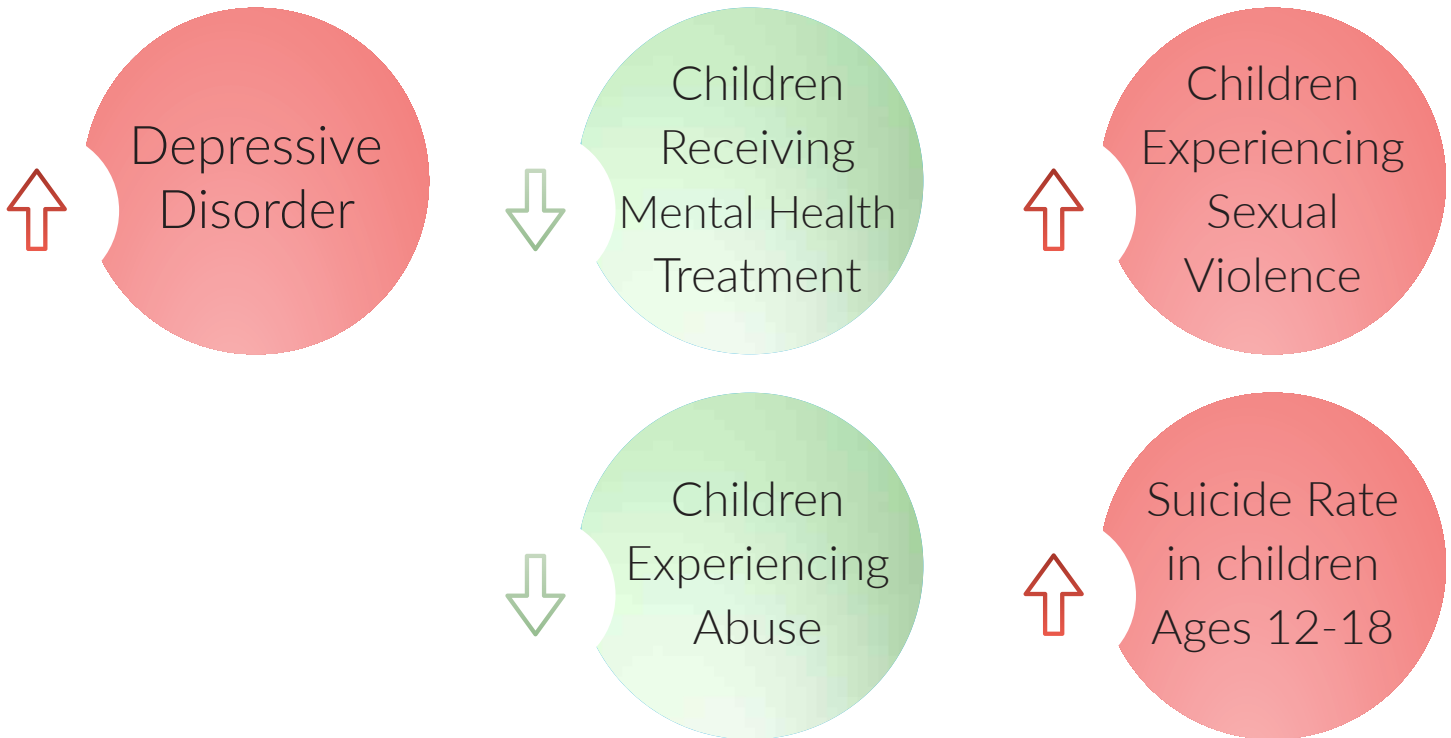 Depressive
Disorder
Children
Receiving
Mental Health
Treatment
Children
Experiencing
Sexual
Violence
Children
Experiencing
Abuse
Suicide Rate
in children
Ages 12-18